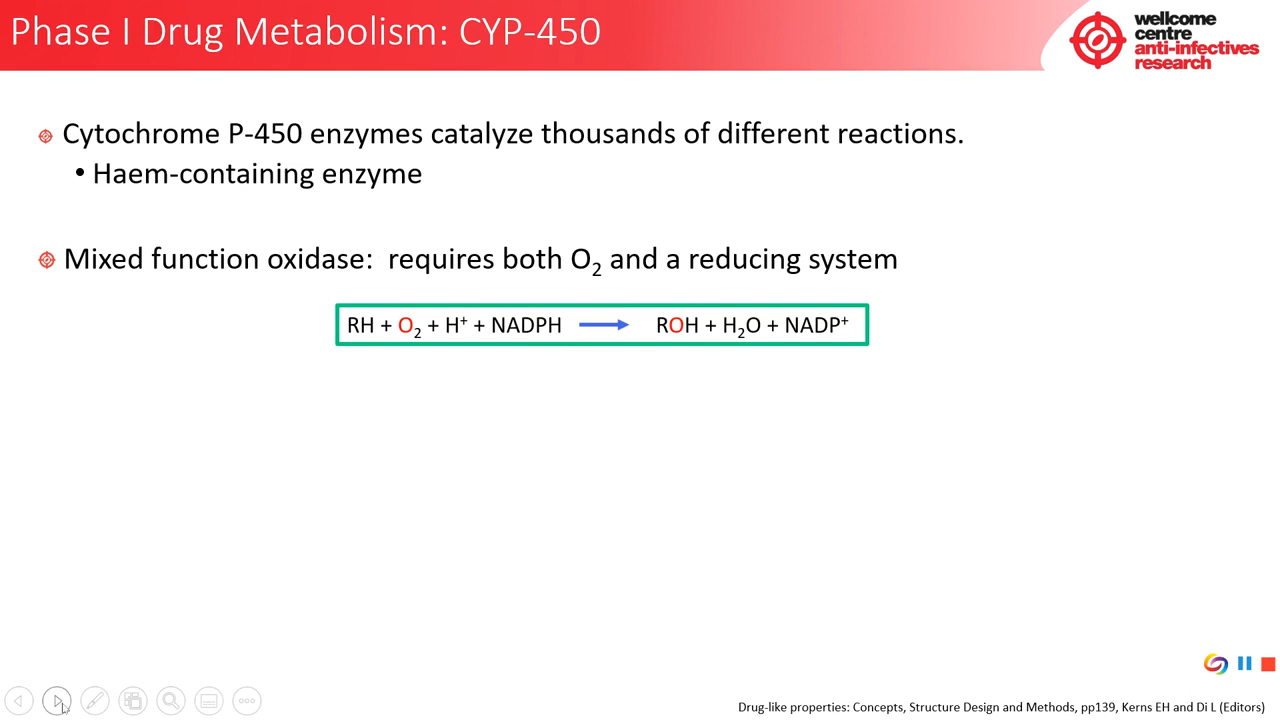 Phase I Drug Metabolism: CYP-450
wellcome
centre
anti-infectives
research
Cytochrome P-450 enzymes catalyze thousands of different reactions.
• Haem-containing enzyme
Mixed function oxidase: requires both O₂ and a reducing system
RH + O₂ + H⁺ + NADPH → ROH + H₂O + NADP⁺
Drug-like properties: Concepts, Structure Design and Methods, pp139, Kerns EH and Di L (Editors)